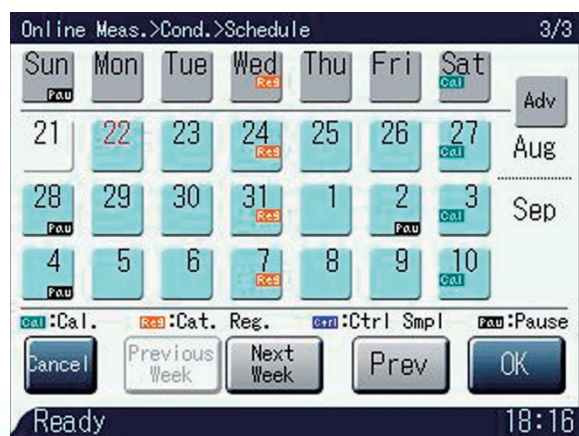 Online Meas.>Cond.>Schedule 3/3
Sun Mon Tue Wed Thu Fri Sat
Pau Reg Cal
Adv
21 22 23 24 25 26 27
Reg Cal
Aug
28 29 30 31 1 2 3
Pau Reg Pau Cal
Sep
4 5 6 7 8 9 10
Pau Reg Cal
Cal :Cal. Reg :Cat. Reg. Ctrl :Ctrl Smpl Pau :Pause
Cancel Previous Week Next Week Prev OK
Ready 18:16